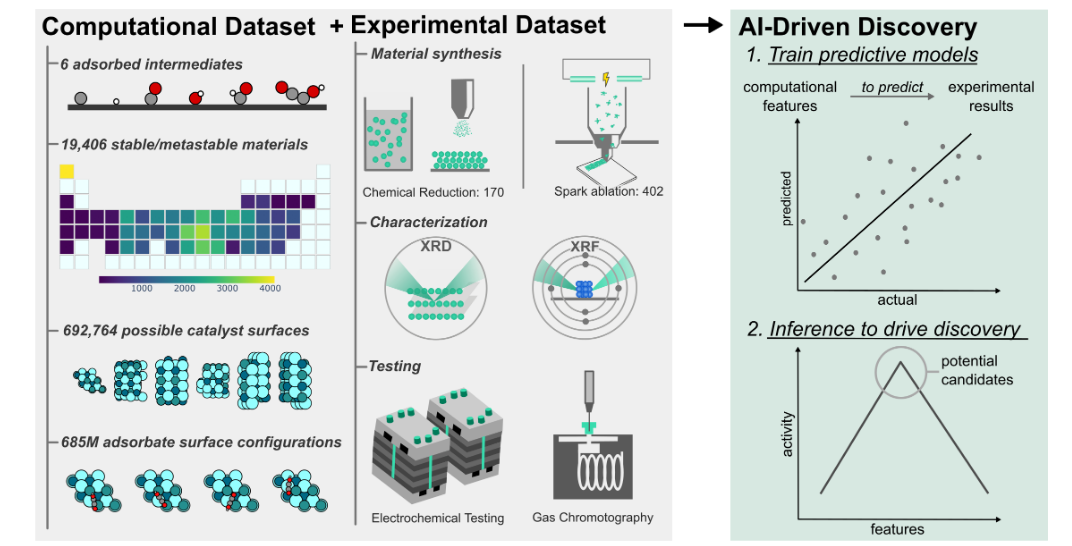 Computational Dataset + Experimental Dataset
6 adsorbed intermediates
19,406 stable/metastable materials
1000 2000 3000 4000
692,764 possible catalyst surfaces
685M adsorbate surface configurations
Material synthesis
Chemical Reduction: 170
Spark ablation: 402
Characterization
XRD
XRF
Testing
Electrochemical Testing
Gas Chromotography
AI-Driven Discovery
1. Train predictive models
computational
features
to predict
experimental
results
predicted
actual
2. Inference to drive discovery
potential
candidates
activity
features